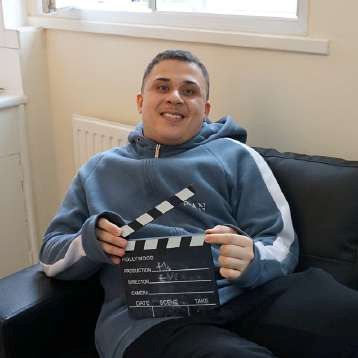 HOLLYWOOD
PRODUCTION
DIRECTOR
CAMERA
DATE SCENE TAKE